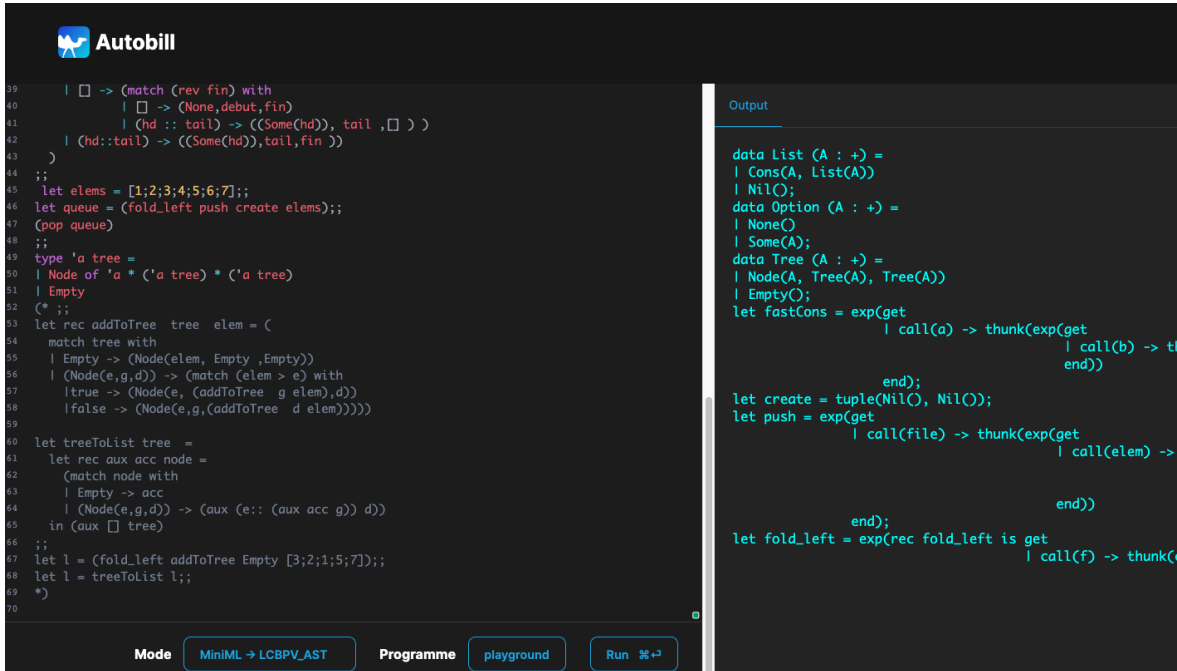 Autobill
39 | [] -> (match (rev fin) with
40 | [] -> (None,debut,fin)
41 | (hd :: tail) -> ((Some(hd)), tail ,[] ) )
42 | (hd::tail) -> ((Some(hd)),tail,fin ))
43 )
44 ;;
45 let elems = [1;2;3;4;5;6;7];;
46 let queue = (fold_left push create elems);;
47 (pop queue)
48 ;;
49 type 'a tree =
50 | Node of 'a * ('a tree) * ('a tree)
51 | Empty
52 (* ;;
53 let rec addToTree tree elem = (
54 match tree with
55 | Empty -> (Node(elem, Empty ,Empty))
56 | (Node(e,g,d)) -> (match (elem > e) with
57 |true -> (Node(e, (addToTree g elem),d))
58 |false -> (Node(e,g,(addToTree d elem)))))
59
60 let treeToList tree =
61 let rec aux acc node =
62 (match node with
63 | Empty -> acc
64 | (Node(e,g,d)) -> (aux (e:: (aux acc g)) d))
65 in (aux [] tree)
66 ;;
67 let l = (fold_left addToTree Empty [3;2;1;5;7]);;
68 let l = treeToList l;;
69 *)
70
Mode MiniML → LCBPV_AST Programme playground Run ⌘↩
Output
data List (A : +) =
| Cons(A, List(A))
| Nil();
data Option (A : +) =
| None()
| Some(A);
data Tree (A : +) =
| Node(A, Tree(A), Tree(A))
| Empty();
let fastCons = exp(get
| call(a) -> thunk(exp(get
| call(b) -> th
end))
end);
let create = tuple(Nil(), Nil());
let push = exp(get
| call(file) -> thunk(exp(get
| call(elem) ->
end))
end);
let fold_left = exp(rec fold_left is get
| call(f) -> thunk(